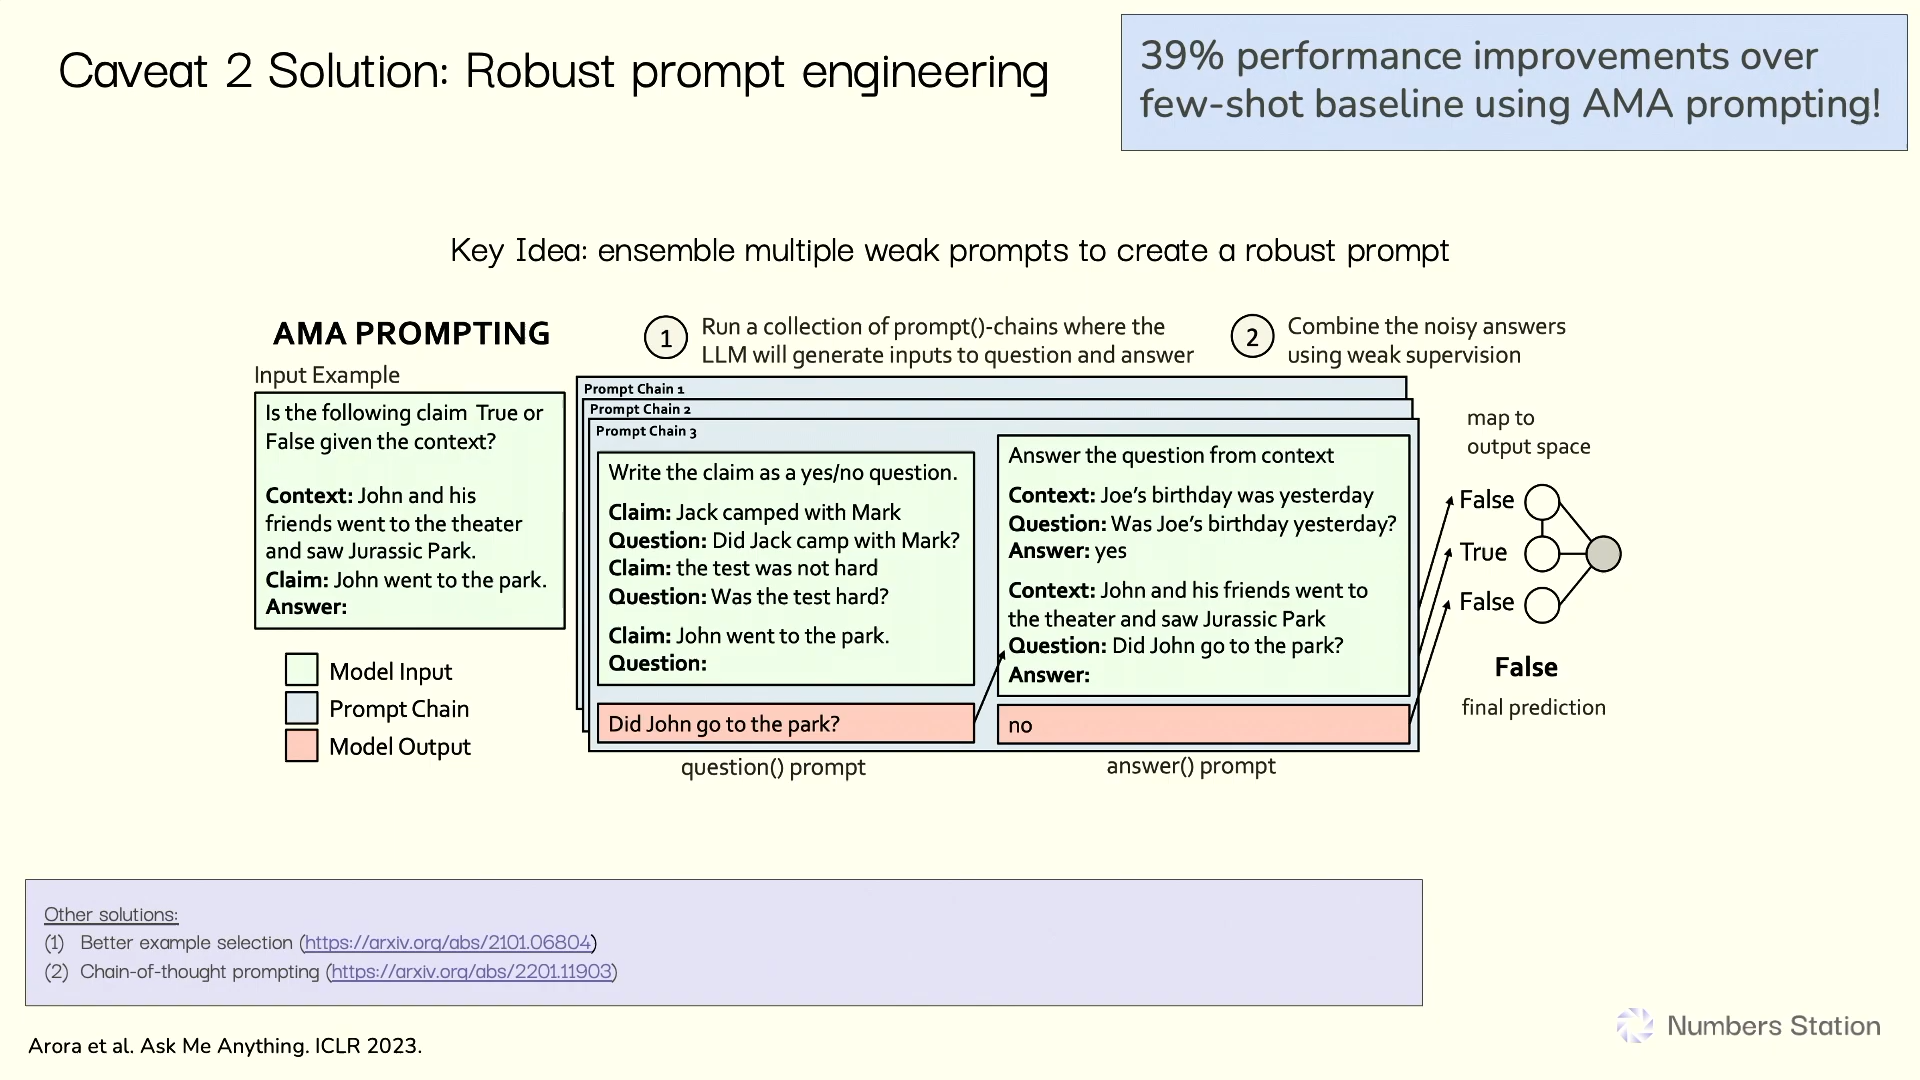 Caveat 2 Solution: Robust prompt engineering
39% performance improvements over
few-shot baseline using AMA prompting!
Key Idea: ensemble multiple weak prompts to create a robust prompt
AMA PROMPTING
Input Example
Is the following claim True or
False given the context?
Context: John and his
friends went to the theater
and saw Jurassic Park.
Claim: John went to the park.
Answer:
Model Input
Prompt Chain
Model Output
1
Run a collection of prompt()-chains where the
LLM will generate inputs to question and answer
Prompt Chain 1
Prompt Chain 2
Prompt Chain 3
Write the claim as a yes/no question.
Claim: Jack camped with Mark
Question: Did Jack camp with Mark?
Claim: the test was not hard
Question: Was the test hard?
Claim: John went to the park.
Question:
Did John go to the park?
question() prompt
Answer the question from context
Context: Joe's birthday was yesterday
Question: Was Joe's birthday yesterday?
Answer: yes
Context: John and his friends went to
the theater and saw Jurassic Park
Question: Did John go to the park?
Answer:
no
answer() prompt
2
Combine the noisy answers
using weak supervision
map to
output space
False
True
False
False
final prediction
Other solutions:
(1) Better example selection (https://arxiv.org/abs/2101.06804)
(2) Chain-of-thought prompting (https://arxiv.org/abs/2201.11903)
Arora et al. Ask Me Anything. ICLR 2023.
Numbers Station